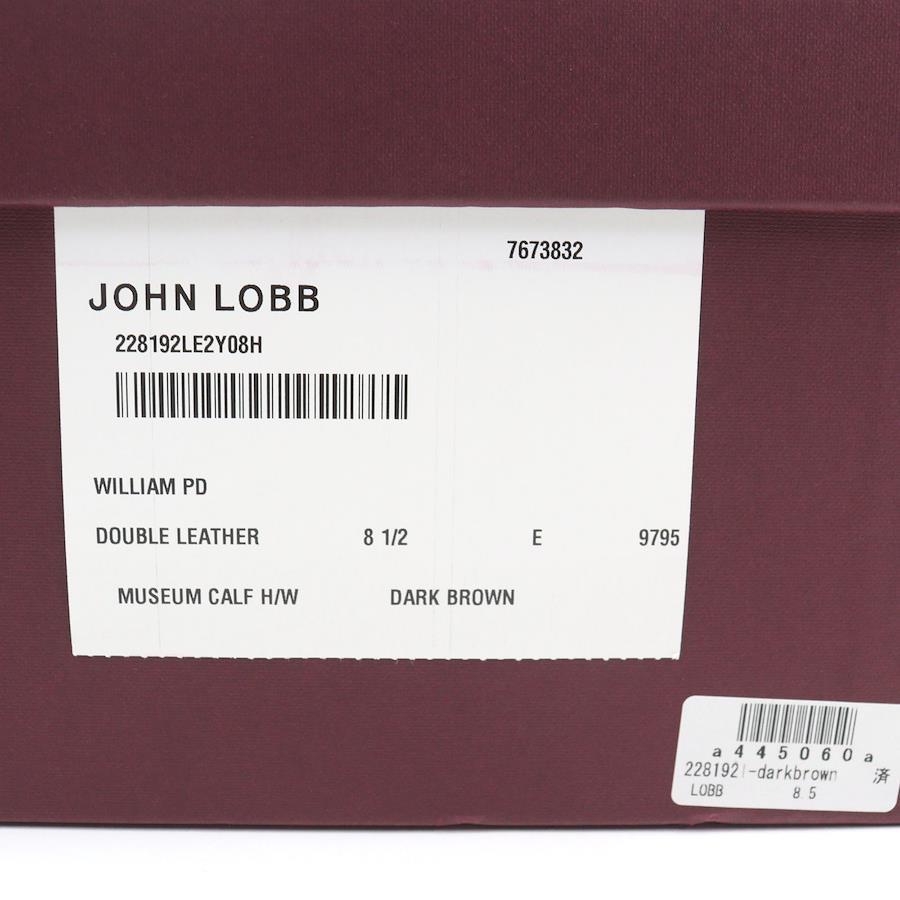 7673832
JOHN LOBB
228192LE2Y08H
WILLIAM PD
DOUBLE LEATHER 8 1/2 E 9795
MUSEUM CALF H/W DARK BROWN
a445060a
228192l-darkbrown 済
LOBB 8.5